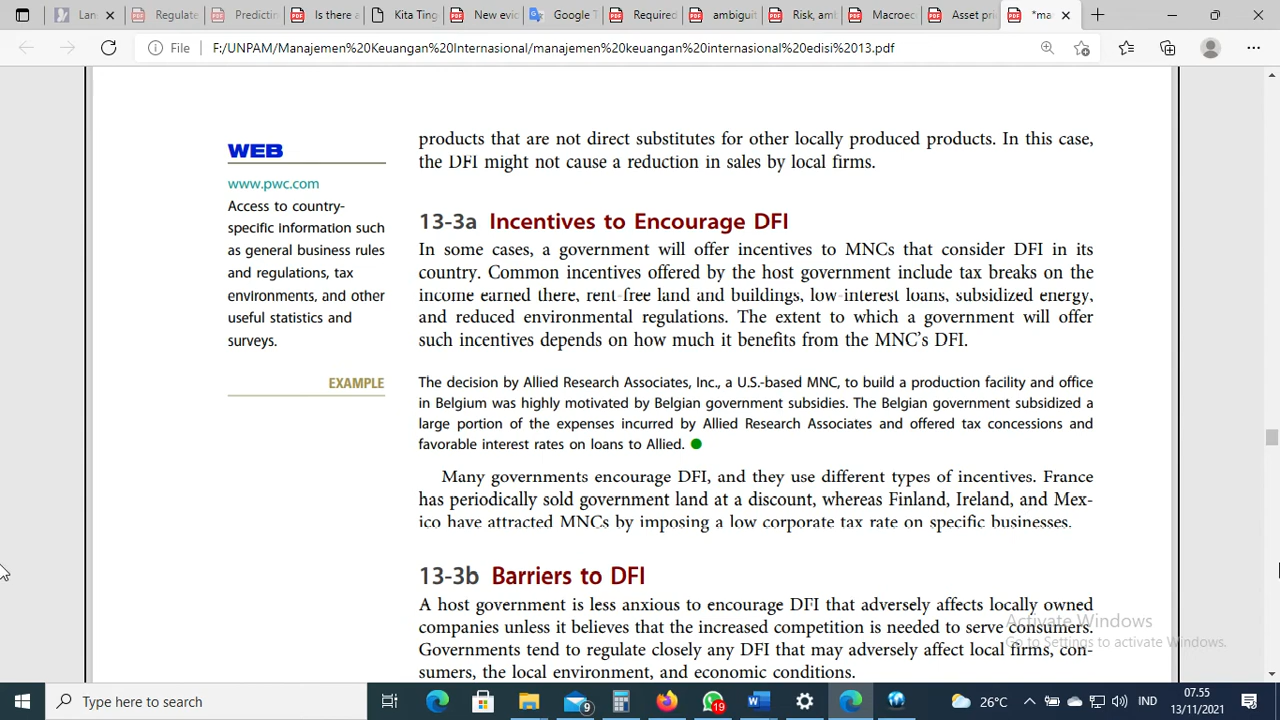 Lan
Regulate
Predictin
Is there a
Kita Ting
New evic
Google T
Required
ambiguit
Risk, amb
Macroec
Asset pri
*ma
File
F:/UNPAM/Manajemen%20Keuangan%20Internasional/manajemen%20keuangan%20internasional%20edisi%2013.pdf
products that are not direct substitutes for other locally produced products. In this case,
the DFI might not cause a reduction in sales by local firms.
WEB
www.pwc.com
Access to country-
specific information such
as general business rules
and regulations, tax
environments, and other
useful statistics and
surveys.
13-3a Incentives to Encourage DFI
In some cases, a government will offer incentives to MNCs that consider DFI in its
country. Common incentives offered by the host government include tax breaks on the
income earned there, rent-free land and buildings, low-interest loans, subsidized energy,
and reduced environmental regulations. The extent to which a government will offer
such incentives depends on how much it benefits from the MNC's DFI.
EXAMPLE
The decision by Allied Research Associates, Inc., a U.S.-based MNC, to build a production facility and office
in Belgium was highly motivated by Belgian government subsidies. The Belgian government subsidized a
large portion of the expenses incurred by Allied Research Associates and offered tax concessions and
favorable interest rates on loans to Allied.
Many governments encourage DFI, and they use different types of incentives. France
has periodically sold government land at a discount, whereas Finland, Ireland, and Mex-
ico have attracted MNCs by imposing a low corporate tax rate on specific businesses.
13-3b Barriers to DFI
A host government is less anxious to encourage DFI that adversely affects locally owned
companies unless it believes that the increased competition is needed to serve consumers.
Governments tend to regulate closely any DFI that may adversely affect local firms, con-
sumers, the local environment, and economic conditions.
Activate Windows
Go to Settings to activate Windows.
Type here to search
9
19
26°C
IND
07.55
13/11/2021